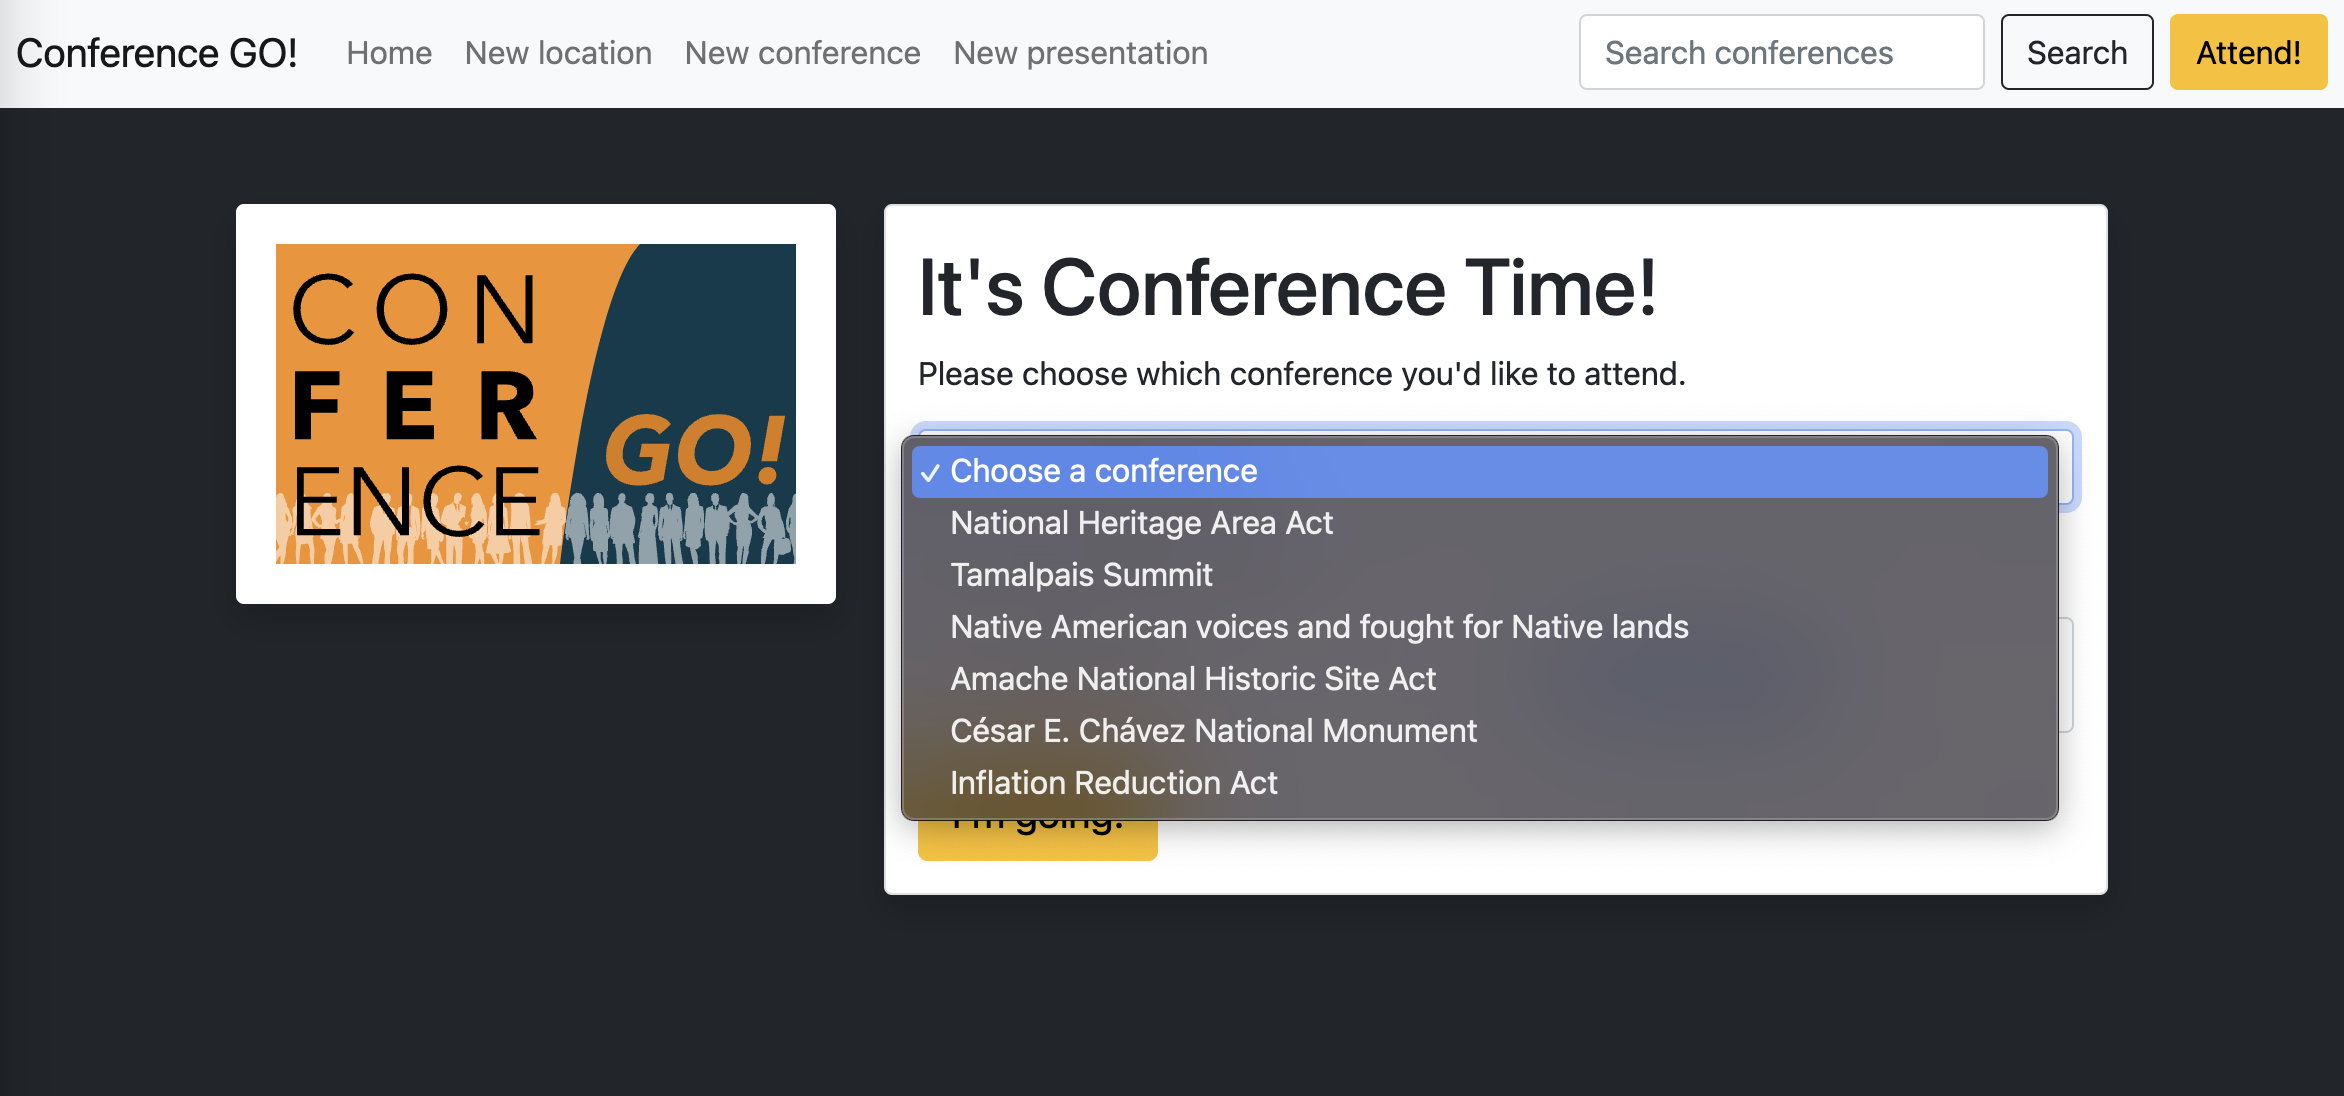 Conference GO! Home New location New conference New presentation Search conferences Search Attend!
CON
FER
ENCE
GO!
It's Conference Time!
Please choose which conference you'd like to attend.
✓ Choose a conference
National Heritage Area Act
Tamalpais Summit
Native American voices and fought for Native lands
Amache National Historic Site Act
César E. Chávez National Monument
Inflation Reduction Act
I'm going!